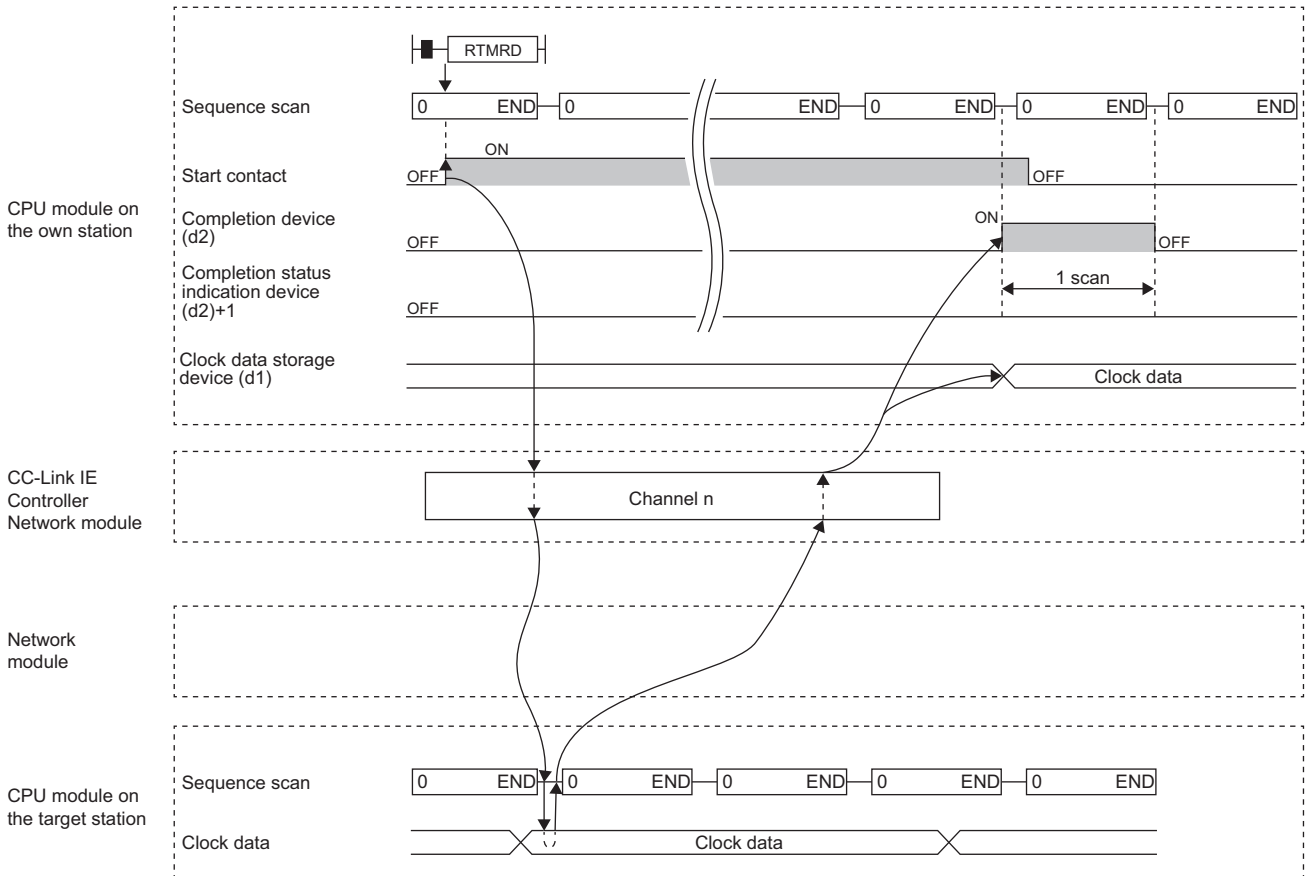 RTMRD
Sequence scan
0 END 0 END 0 END 0 END 0 END
ON
Start contact
OFF
OFF
CPU module on
the own station
Completion device
(d2)
ON
OFF
OFF
Completion status
indication device
(d2)+1
1 scan
OFF
Clock data storage
device (d1)
Clock data
CC-Link IE
Controller
Network module
Channel n
Network
module
CPU module on
the target station
Sequence scan
0 END 0 END 0 END 0 END 0 END
Clock data
Clock data